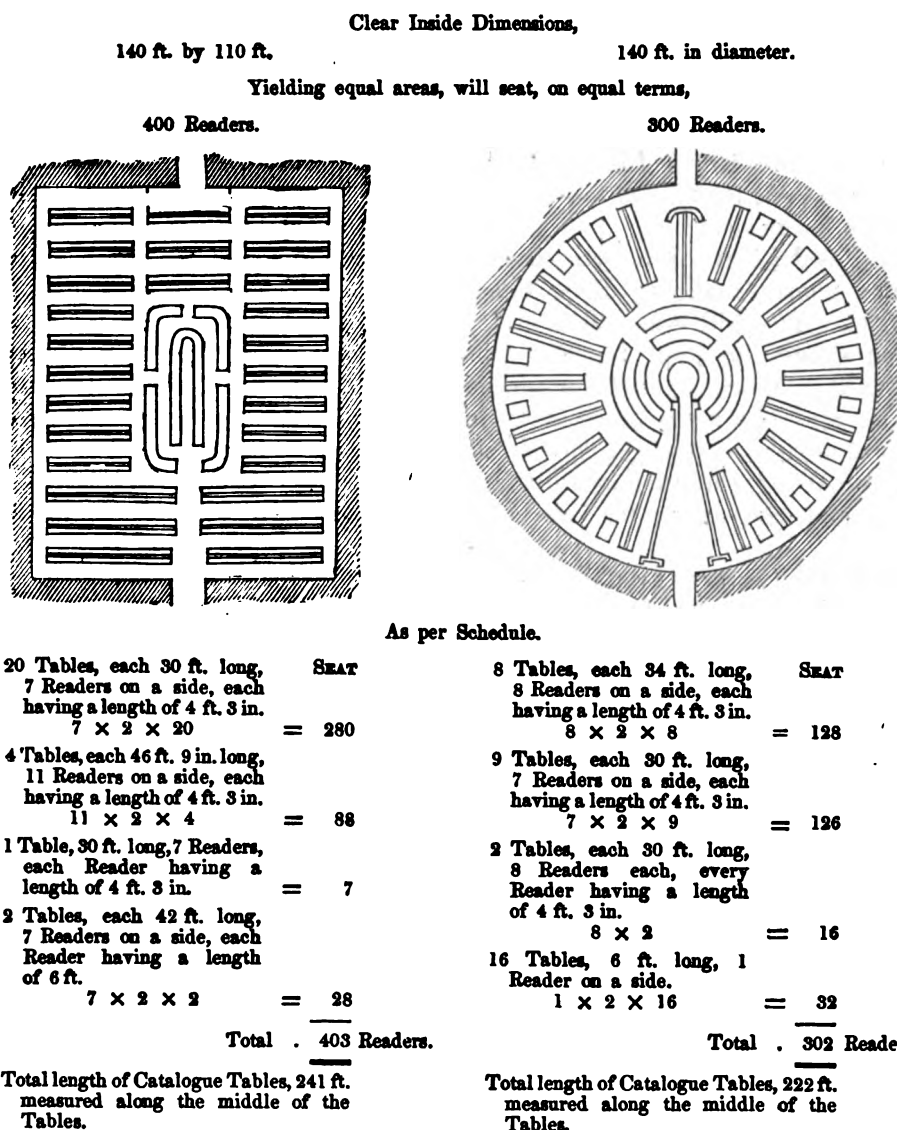 Clear Inside Dimensions,
140 ft. by 110 ft.
140 ft. in diameter.
Yielding equal areas, will seat, on equal terms,
400 Readers.
300 Readers.
As per Schedule.
20 Tables, each 30 ft. long, SEAT
7 Readers on a side, each
having a length of 4 ft. 3 in.
7 × 2 × 20 = 280
4 Tables, each 46 ft. 9 in. long,
11 Readers on a side, each
having a length of 4 ft. 3 in.
11 × 2 × 4 = 88
1 Table, 30 ft. long, 7 Readers,
each Reader having a
length of 4 ft. 3 in. = 7
2 Tables, each 42 ft. long,
7 Readers on a side, each
Reader having a length
of 6 ft.
7 × 2 × 2 = 28
Total . 403 Readers.
Total length of Catalogue Tables, 241 ft.
measured along the middle of the
Tables.
8 Tables, each 34 ft. long, SEAT
8 Readers on a side, each
having a length of 4 ft. 3 in.
8 × 2 × 8 = 128
9 Tables, each 30 ft. long,
7 Readers on a side, each
having a length of 4 ft. 3 in.
7 × 2 × 9 = 126
2 Tables, each 30 ft. long,
8 Readers each, every
Reader having a length
of 4 ft. 3 in.
8 × 2 = 16
16 Tables, 6 ft. long, 1
Reader on a side.
1 × 2 × 16 = 32
Total . 302 Reade
Total length of Catalogue Tables, 222 ft.
measured along the middle of the
Tables.